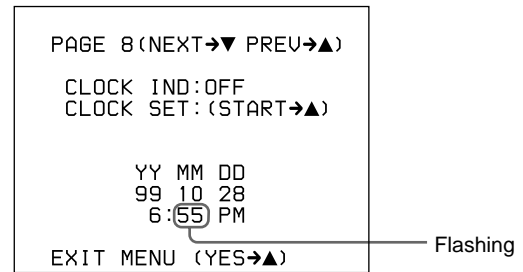 PAGE 8(NEXT→▼ PREV→▲)
CLOCK IND:OFF
CLOCK SET:(START→▲)
YY MM DD
99 10 28
6:55 PM
Flashing
EXIT MENU (YES→▲)